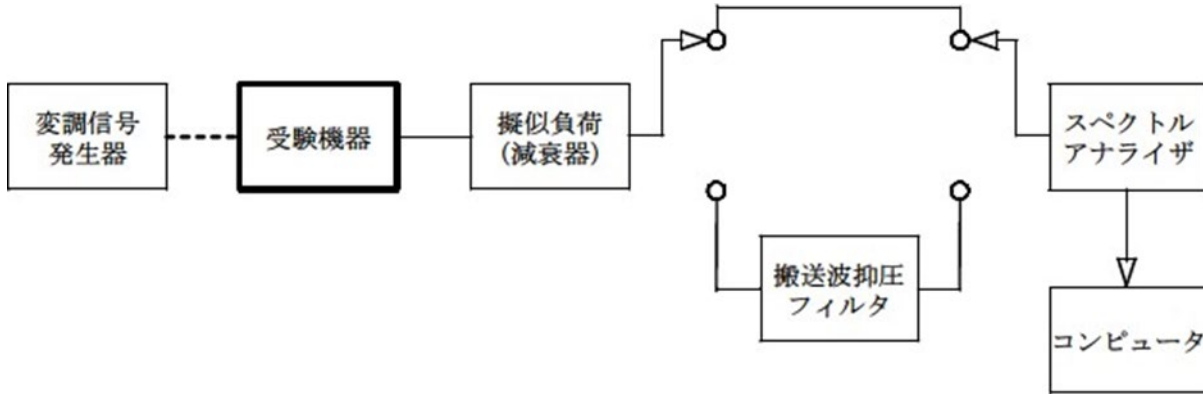 変調信号
発生器
受験機器
擬似負荷
(減衰器)
スペクトル
アナライザ
搬送波抑圧
フィルタ
コンピュータ